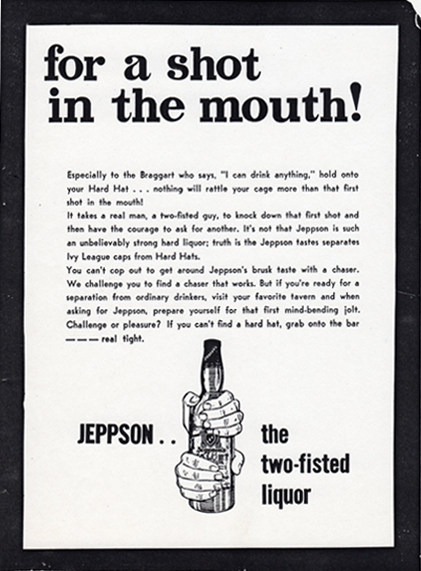 for a shot
in the mouth!
Especially to the Braggart who says, "I can drink anything," hold onto
your Hard Hat . . . nothing will rattle your cage more than that first
shot in the mouth!
It takes a real man, a two-fisted guy, to knock down that first shot and
then have the courage to ask for another. It's not that Jeppson is such
an unbelievably strong hard liquor; truth is the Jeppson tastes separates
Ivy League caps from Hard Hats.
You can't cop out to get around Jeppson's brusk taste with a chaser.
We challenge you to find a chaser that works. But if you're ready for a
separation from ordinary drinkers, visit your favorite tavern and when
asking for Jeppson, prepare yourself for that first mind-bending jolt.
Challenge or pleasure? If you can't find a hard hat, grab onto the bar
— — — real tight.
JEPPSON . .
the
two-fisted
liquor